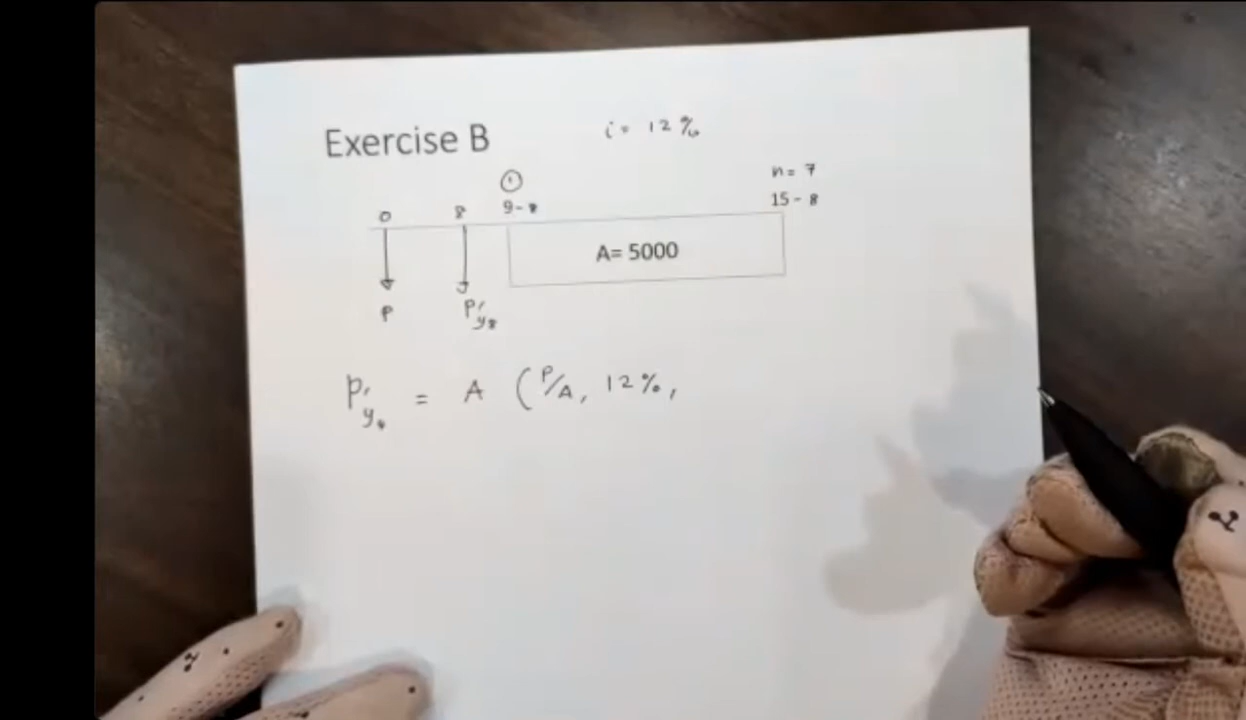 Exercise B i = 12%
n = 7
1
0 8 9-8 15-8
A= 5000
P P'y8
P'y8 = A (P/A, 12%,